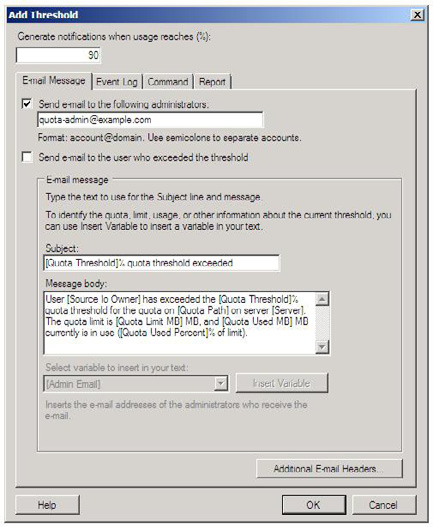 Add Threshold
Generate notifications when usage reaches (%):
90
E-mail Message
Event Log
Command
Report
Send e-mail to the following administrators:
quota-admin@example.com
Format: account@domain. Use semicolons to separate accounts.
Send e-mail to the user who exceeded the threshold
E-mail message
Type the text to use for the Subject line and message.
To identify the quota, limit, usage, or other information about the current threshold, you
can use Insert Variable to insert a variable in your text.
Subject:
[Quota Threshold]% quota threshold exceeded
Message body:
User [Source Io Owner] has exceeded the [Quota Threshold]%
quota threshold for the quota on [Quota Path] on server [Server].
The quota limit is [Quota Limit MB] MB, and [Quota Used MB] MB
currently is in use ([Quota Used Percent]% of limit).
Select variable to insert in your text:
[Admin Email]
Insert Variable
Inserts the e-mail addresses of the administrators who receive the
e-mail.
Additional E-mail Headers...
Help
OK
Cancel